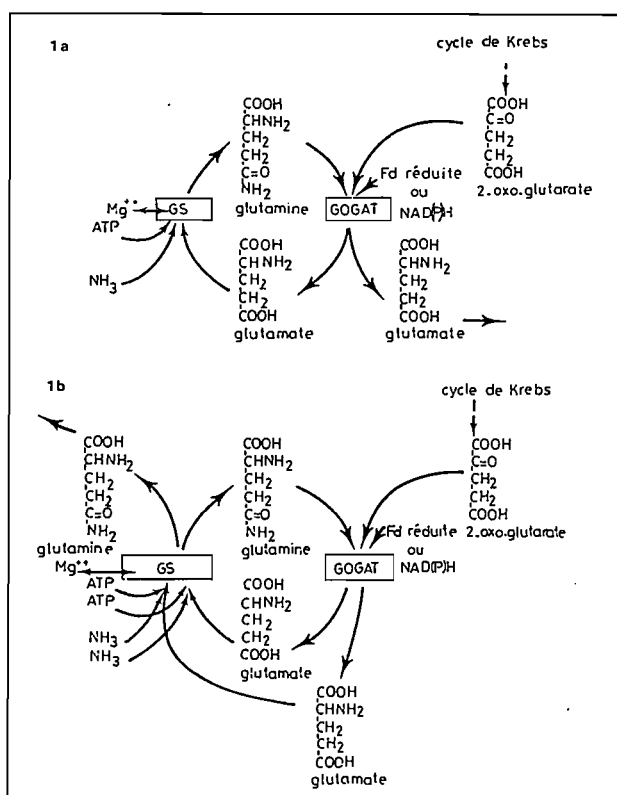 1a
cycle de Krebs
COOH
CHNH2
CH2
CH2
C=O
NH2
glutamine
COOH
C=O
CH2
CH2
COOH
2.oxo.glutarate
Fd réduite
ou
NAD(P)H
Mg++
GS
GOGAT
ATP
NH3
COOH
CHNH2
CH2
CH2
COOH
glutamate
COOH
CHNH2
CH2
CH2
COOH
glutamate
1b
cycle de Krebs
COOH
CHNH2
CH2
CH2
C=O
NH2
glutamine
COOH
CHNH2
CH2
CH2
C=O
NH2
glutamine
COOH
C=O
CH2
CH2
COOH
2.oxo.glutarate
Fd réduite
ou
NAD(P)H
Mg++
GS
GOGAT
ATP
ATP
NH3
NH3
COOH
CHNH2
CH2
CH2
COOH
glutamate
COOH
CHNH2
CH2
CH2
COOH
glutamate